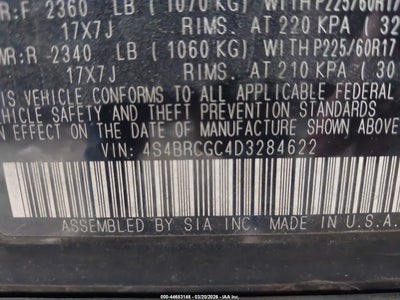 R:F 2360 LB (1070 KG) WITH P225/60R17
17X7J RIMS. AT 220 KPA (32
WR:R 2340 LB (1060 KG) WITH P225/60R17
17X7J RIMS. AT 210 KPA (30
IS VEHICLE CONFORMS TO ALL APPLICABLE FEDERAL
VEHICLE SAFETY AND THEFT PREVENTION STANDARDS
IN EFFECT ON THE DATE OF MANUFACTURE SHOWN ABOVE
VIN: 4S4BRCGC4D3284622
ASSEMBLED BY SIA INC. MADE IN U.S.A.
000-44683148 - 03/20/2026 - IAA Inc.